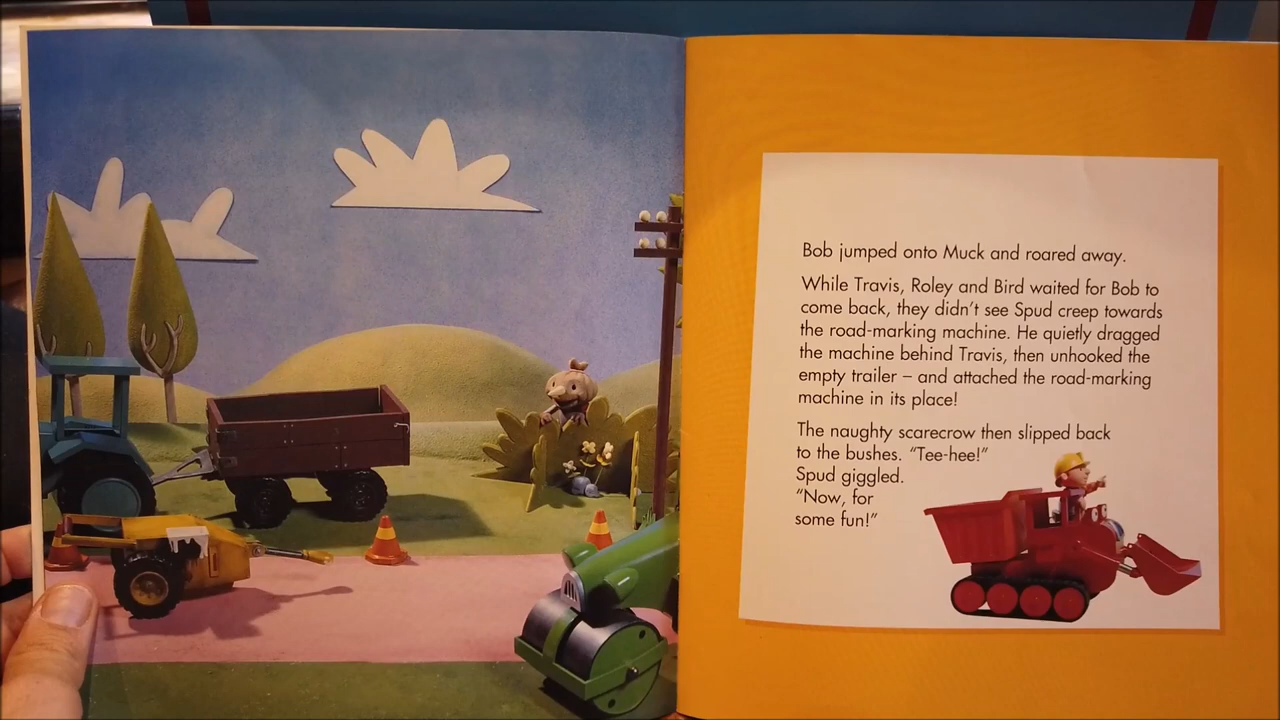 Bob jumped onto Muck and roared away.
While Travis, Roley and Bird waited for Bob to
come back, they didn't see Spud creep towards
the road-marking machine. He quietly dragged
the machine behind Travis, then unhooked the
empty trailer – and attached the road-marking
machine in its place!
The naughty scarecrow then slipped back
to the bushes. “Tee-hee!”
Spud giggled.
“Now, for
some fun!”